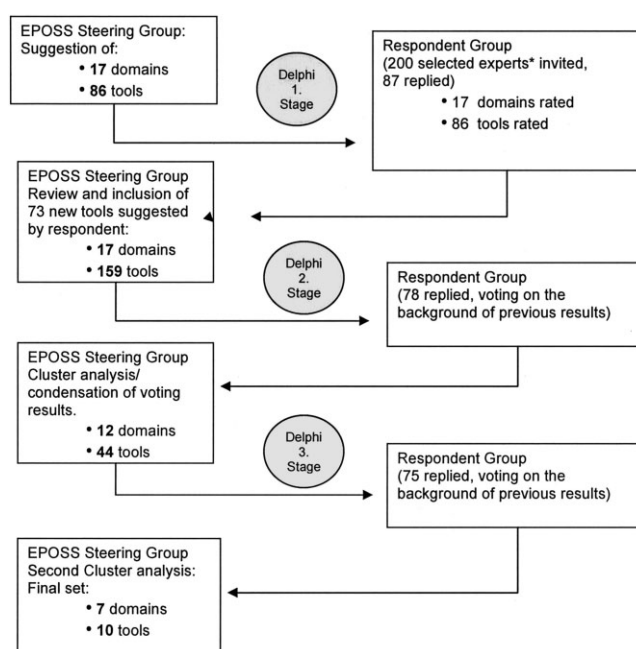 EPOSS Steering Group:
Suggestion of:
• 17 domains
• 86 tools
Delphi
1.
Stage
Respondent Group
(200 selected experts* invited,
87 replied)
• 17 domains rated
• 86 tools rated
EPOSS Steering Group
Review and inclusion of
73 new tools suggested
by respondent:
• 17 domains
• 159 tools
Delphi
2.
Stage
Respondent Group
(78 replied, voting on the
background of previous results)
EPOSS Steering Group
Cluster analysis/
condensation of voting
results.
• 12 domains
• 44 tools
Delphi
3.
Stage
Respondent Group
(75 replied, voting on the
background of previous results)
EPOSS Steering Group
Second Cluster analysis:
Final set:
• 7 domains
• 10 tools